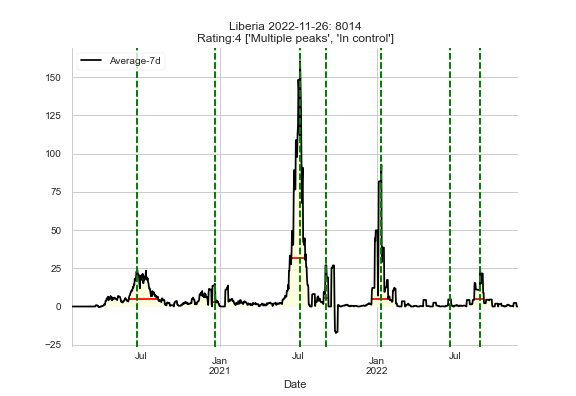 Liberia 2022-11-26: 8014
Rating:4 ['Multiple peaks', 'In control']
Average-7d
150
125
100
75
50
25
0
−25
Jul
Jan
2021
Jul
Jan
2022
Jul
Date